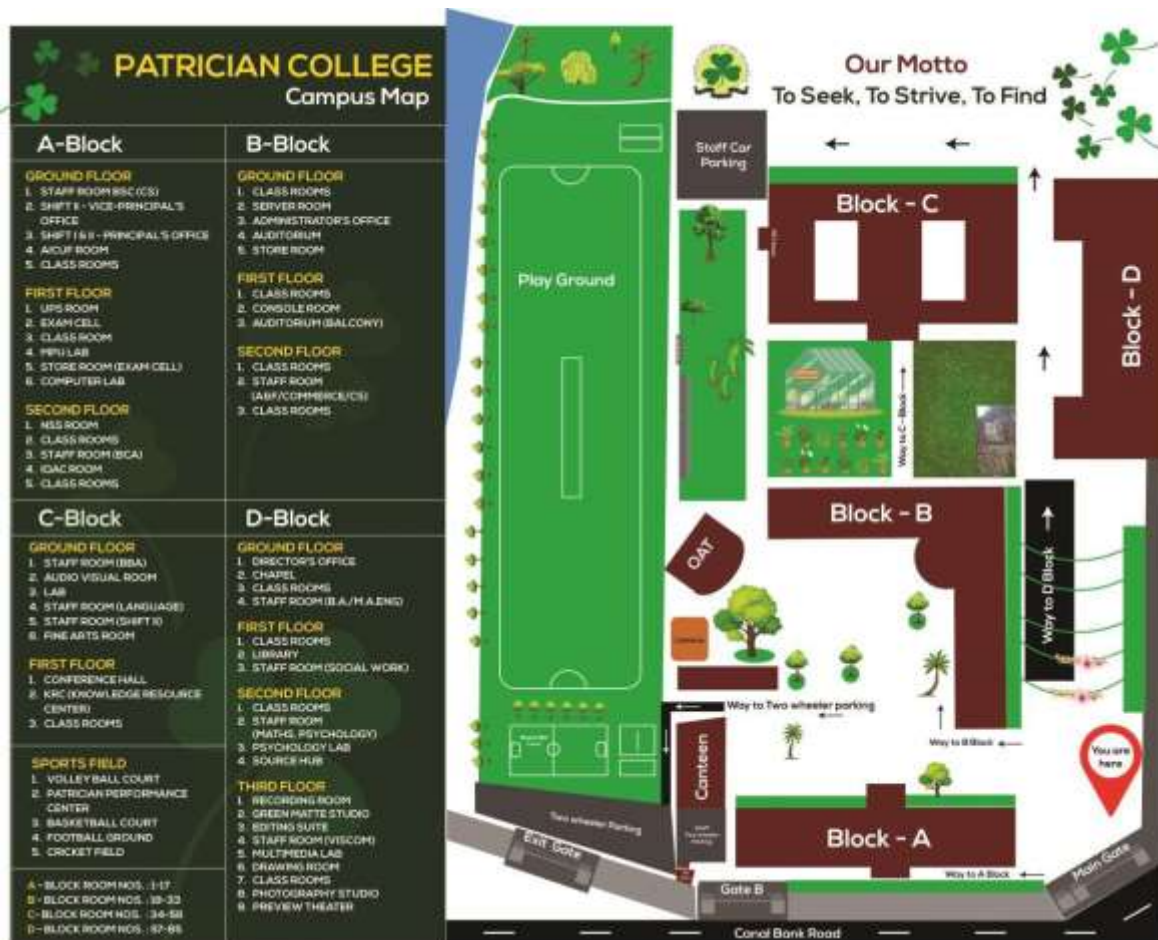 PATRICIAN COLLEGE
Campus Map
A-Block
GROUND FLOOR
1. STAFF ROOM BSC (CS)
2. SHIFT II - VICE-PRINCIPAL'S
OFFICE
3. SHIFT I & II - PRINCIPAL'S OFFICE
4. AICUF ROOM
5. CLASS ROOMS
FIRST FLOOR
1. UPS ROOM
2. EXAM CELL
3. CLASS ROOM
4. MPU LAB
5. STORE ROOM (EXAM CELL)
6. COMPUTER LAB
SECOND FLOOR
1. NSS ROOM
2. CLASS ROOMS
3. STAFF ROOM (BCA)
4. IQAC ROOM
5. CLASS ROOMS
B-Block
GROUND FLOOR
1. CLASS ROOMS
2. SERVER ROOM
3. ADMINISTRATOR'S OFFICE
4. AUDITORIUM
5. STORE ROOM
FIRST FLOOR
1. CLASS ROOMS
2. CONSOLE ROOM
3. AUDITORIUM (BALCONY)
SECOND FLOOR
1. CLASS ROOMS
2. STAFF ROOM
(A&F/COMMERCE/CS)
3. CLASS ROOMS
C-Block
GROUND FLOOR
1. STAFF ROOM (BBA)
2. AUDIO VISUAL ROOM
3. LAB
4. STAFF ROOM (LANGUAGE)
5. STAFF ROOM (SHIFT II)
6. FINE ARTS ROOM
FIRST FLOOR
1. CONFERENCE HALL
2. KRC (KNOWLEDGE RESOURCE
CENTER)
3. CLASS ROOMS
SPORTS FIELD
1. VOLLEY BALL COURT
2. PATRICIAN PERFORMANCE
CENTER
3. BASKETBALL COURT
4. FOOTBALL GROUND
5. CRICKET FIELD
A - BLOCK ROOM NOS. : 1-17
B - BLOCK ROOM NOS. : 18-33
C - BLOCK ROOM NOS. : 34-56
D - BLOCK ROOM NOS. : 57-85
D-Block
GROUND FLOOR
1. DIRECTOR'S OFFICE
2. CHAPEL
3. CLASS ROOMS
4. STAFF ROOM (B.A./M.A.ENG)
FIRST FLOOR
1. CLASS ROOMS
2. LIBRARY
3. STAFF ROOM (SOCIAL WORK)
SECOND FLOOR
1. CLASS ROOMS
2. STAFF ROOM
(MATHS, PSYCHOLOGY)
3. PSYCHOLOGY LAB
4. SOURCE HUB
THIRD FLOOR
1. RECORDING ROOM
2. GREEN MATTE STUDIO
3. EDITING SUITE
4. STAFF ROOM (VISCOM)
5. MULTIMEDIA LAB
6. DRAWING ROOM
7. CLASS ROOMS
8. PHOTOGRAPHY STUDIO
9. PREVIEW THEATER
Our Motto
To Seek, To Strive, To Find
Staff Car
Parking
Block - C
Block - D
Play Ground
Way to C - Block
Block - B
OAT
Way to D Block
Way to Two wheeter parking
Way to B Block
You are
here
Canteen
Two wheeter Parking
Block - A
Exit Gate
Way to A Block
Main Gate
Gate B
Canal Bank Road